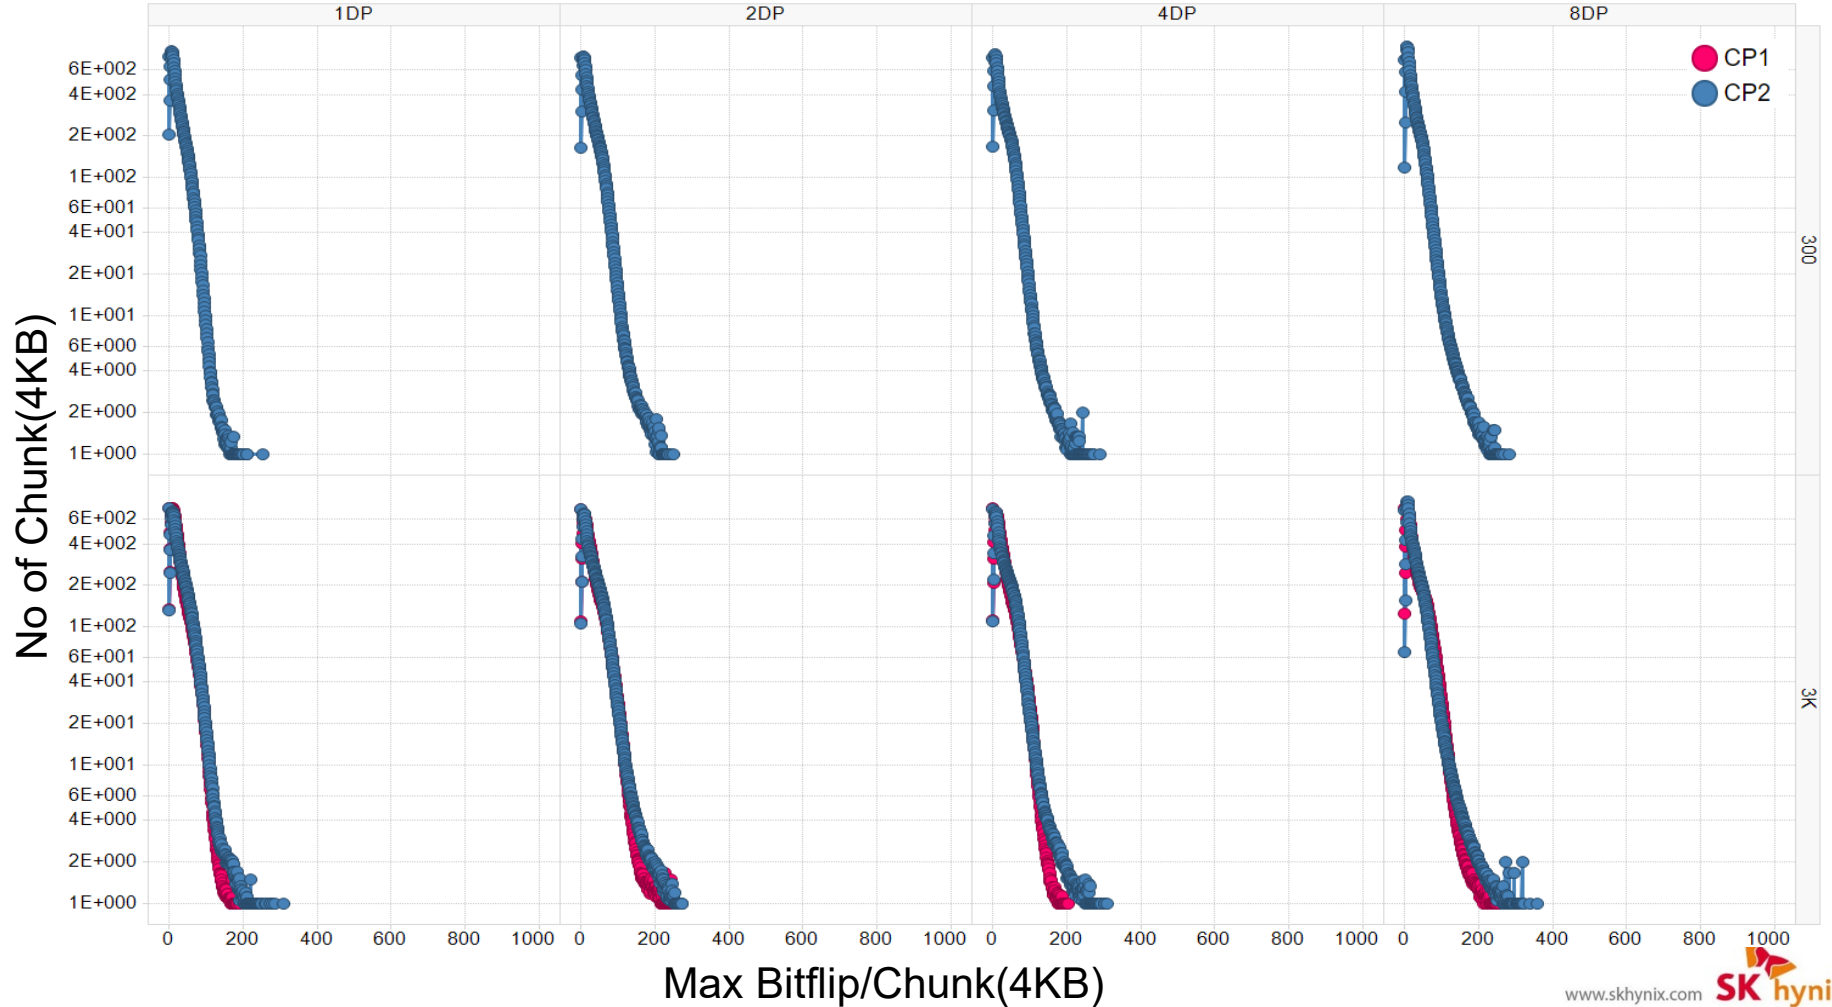 1DP 2DP 4DP 8DP
CP1
CP2
6E+002
4E+002
2E+002
1E+002
6E+001
4E+001
2E+001
1E+001
6E+000
4E+000
2E+000
1E+000
300
6E+002
4E+002
2E+002
1E+002
6E+001
4E+001
2E+001
1E+001
6E+000
4E+000
2E+000
1E+000
3K
No of Chunk(4KB)
0 200 400 600 800 1000 0 200 400 600 800 1000 0 200 400 600 800 1000 0 200 400 600 800 1000
Max Bitflip/Chunk(4KB)
www.skhynix.com SK hyni